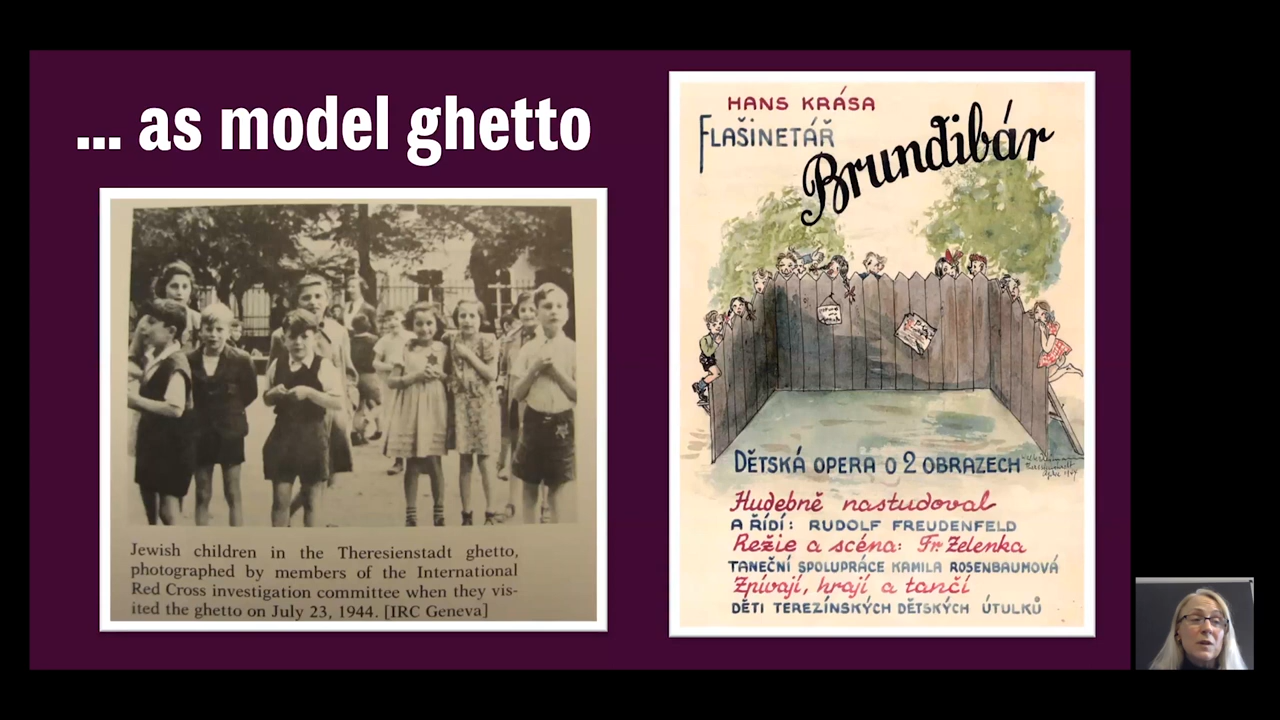 ... as model ghetto
Jewish children in the Theresienstadt ghetto,
photographed by members of the International
Red Cross investigation committee when they vis-
ited the ghetto on July 23, 1944. [IRC Geneva]
HANS KRÁSA
FLAŠINETÁŘ
Brundibár
DĚTSKÁ OPERA O 2 OBRAZECH
Hudebně nastudoval
A ŘÍDÍ: RUDOLF FREUDENFELD
Režie a scéna: Fr Zelenka
TANEČNÍ SPOLUPRÁCE KAMILA ROSENBAUMOVÁ
Zpívají, hrají a tančí
DĚTI TEREZÍNSKÝCH DĚTSKÝCH ÚTULKŮ